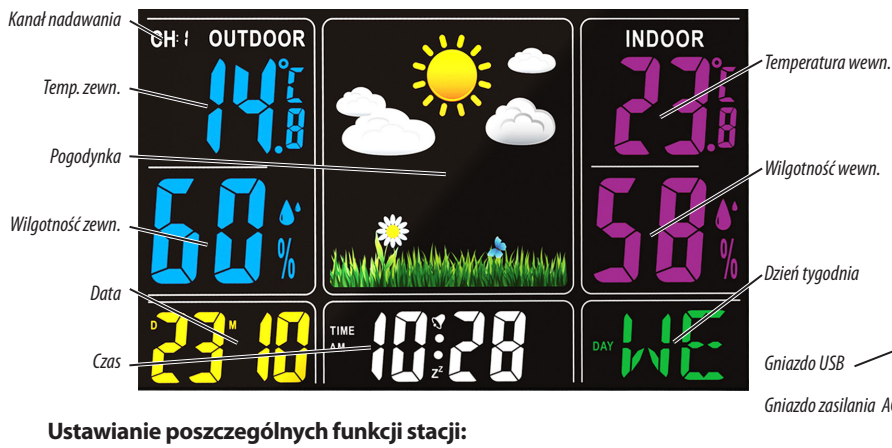 Kanał nadawania
CH: 1 OUTDOOR
14.8 °C
Temp. zewn.
Pogodynka
60 %
Wilgotność zewn.
Data
D 23 M 10
Czas
TIME
AM
10:28
Zz
INDOOR
23.8 °C
Temperatura wewn.
58 %
Wilgotność wewn.
Dzień tygodnia
DAY WE
Gniazdo USB
Gniazdo zasilania
Ustawianie poszczególnych funkcji stacji: